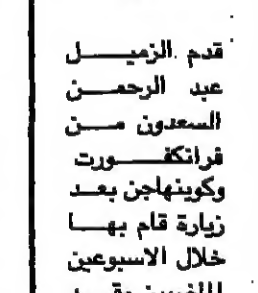 قدم الزميل
عبد الرحمن
السعدون من
فرانكفورت
وكوبنهاجن بعد
زيارة قام بها
خلال الاسبوعين